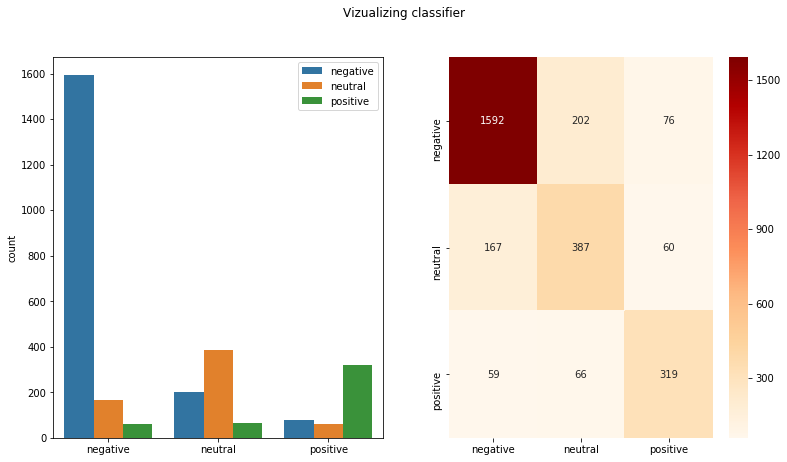 Vizualizing classifier
1600
1400
1200
1000
800
600
400
200
0
count
negative
neutral
positive
negative
neutral
positive
negative
neutral
positive
1592 202 76
167 387 60
59 66 319
negative
neutral
positive
1500
1200
900
600
300